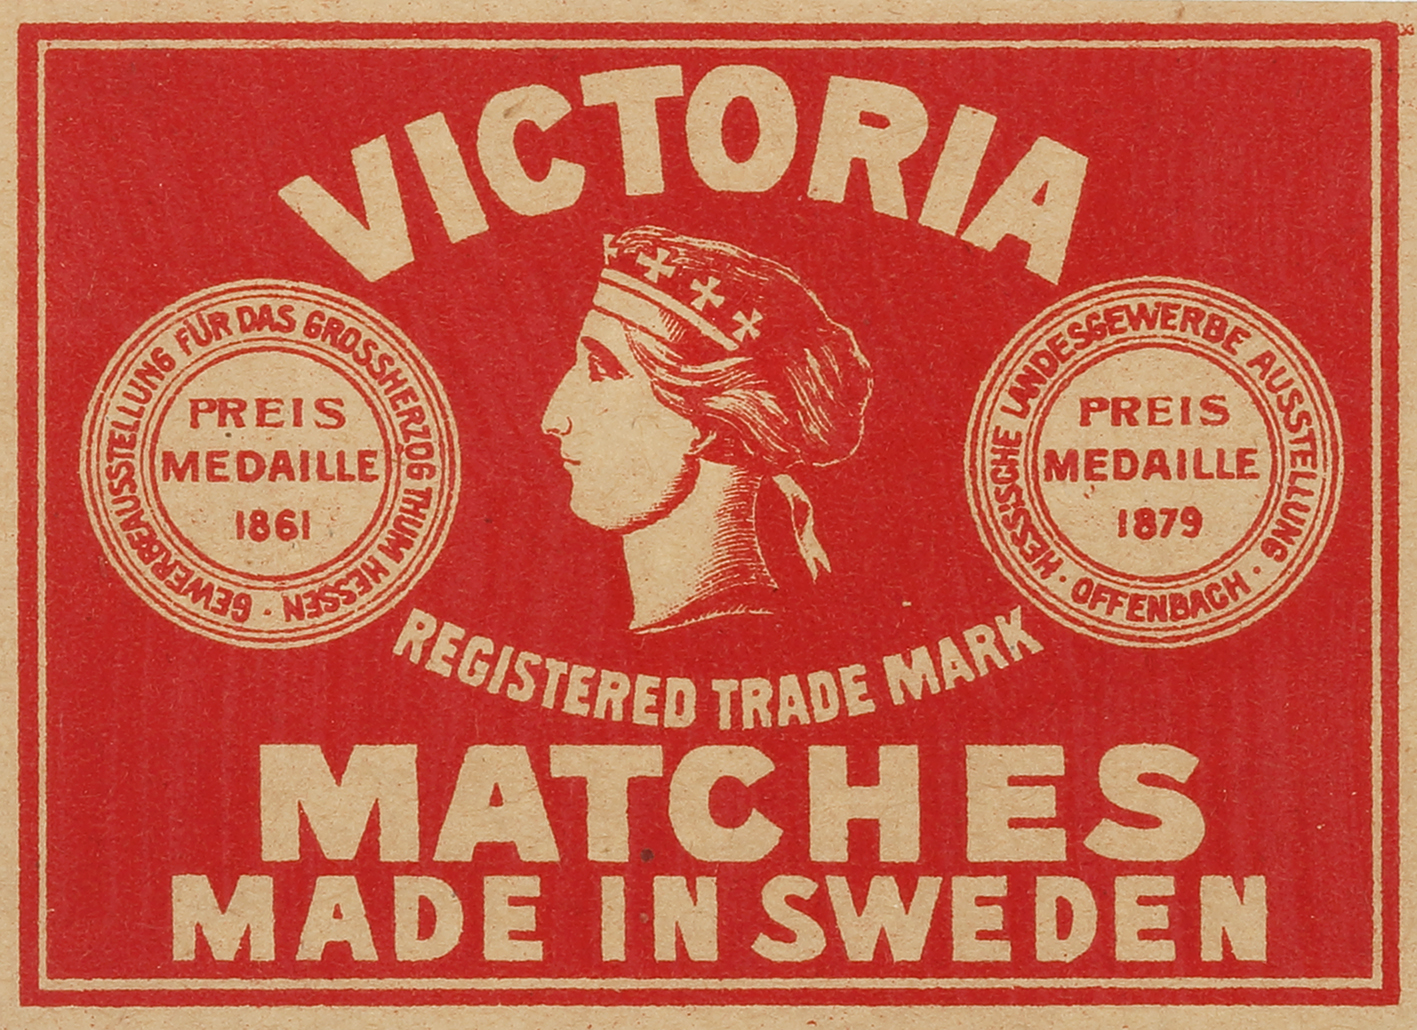 VICTORIA
GEWERBEAUSSTELLUNG FÜR DAS GROSSHERZOG THUM HESSEN ·
PREIS
MEDAILLE
1861
HESSISCHE LANDESGEWERBE AUSSTELLUNG · OFFENBACH ·
PREIS
MEDAILLE
1879
REGISTERED TRADE MARK
MATCHES
MADE IN SWEDEN